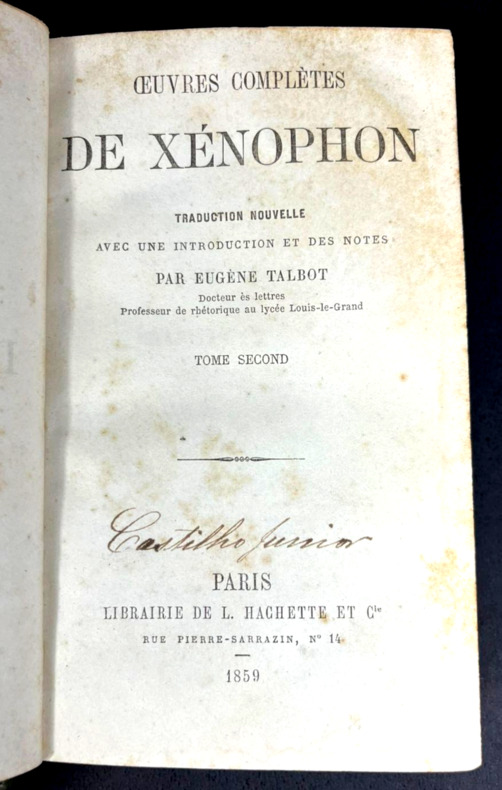 ŒUVRES COMPLÈTES
DE XÉNOPHON
TRADUCTION NOUVELLE
AVEC UNE INTRODUCTION ET DES NOTES
PAR EUGÈNE TALBOT
Docteur ès lettres
Professeur de rhétorique au lycée Louis-le-Grand
TOME SECOND
Castilho Junior
PARIS
LIBRAIRIE DE L. HACHETTE ET Cie
RUE PIERRE-SARRAZIN, N° 14
1859